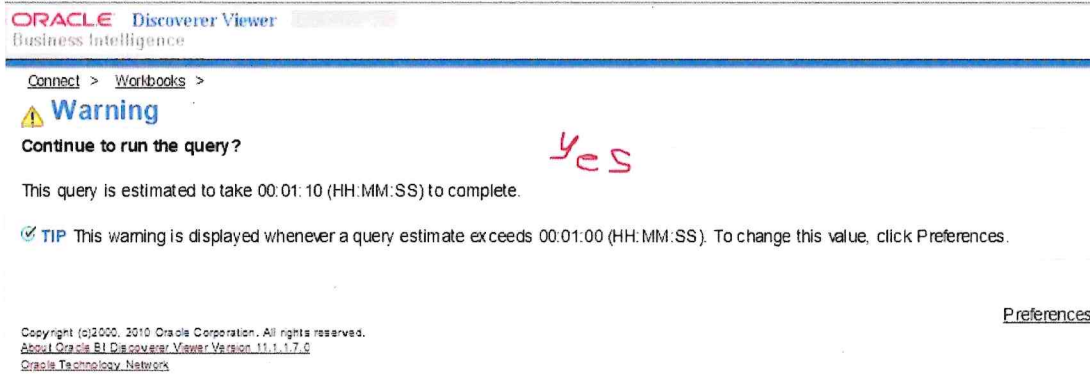 ORACLE Discoverer Viewer
Business Intelligence
Connect > Workbooks >
Warning
Continue to run the query?
yes
This query is estimated to take 00:01:10 (HH:MM:SS) to complete.
TIP This warning is displayed whenever a query estimate exceeds 00:01:00 (HH:MM:SS). To change this value, click Preferences.
Preferences
Copyright (c)2000, 2010 Oracle Corporation. All rights reserved.
About Oracle BI Discoverer Viewer Version 11.1.1.7.0
Oracle Technology Network